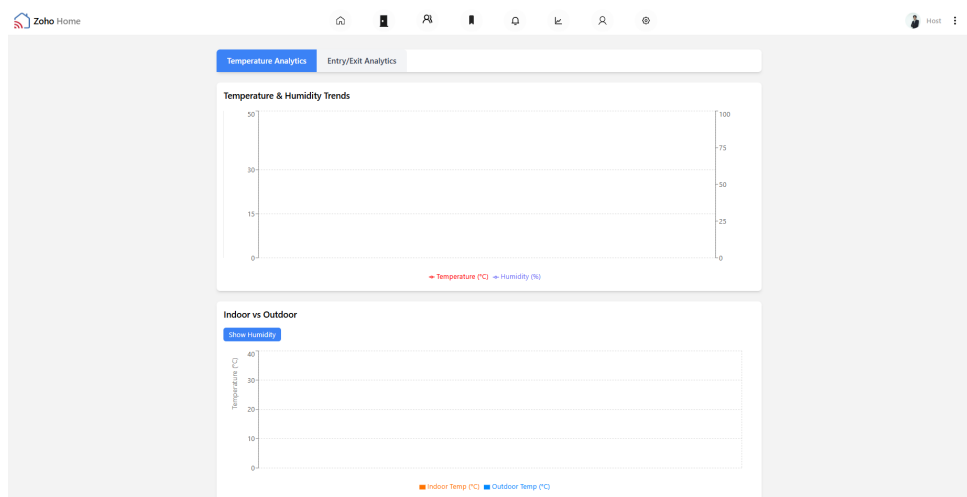 Zoho Home
Host
Temperature Analytics Entry/Exit Analytics
Temperature & Humidity Trends
50 100
75
30
50
15
25
0 0
Temperature (°C) Humidity (%)
Indoor vs Outdoor
Show Humidity
Temperature (°C)
40
30
20
10
0
Indoor Temp (°C) Outdoor Temp (°C)